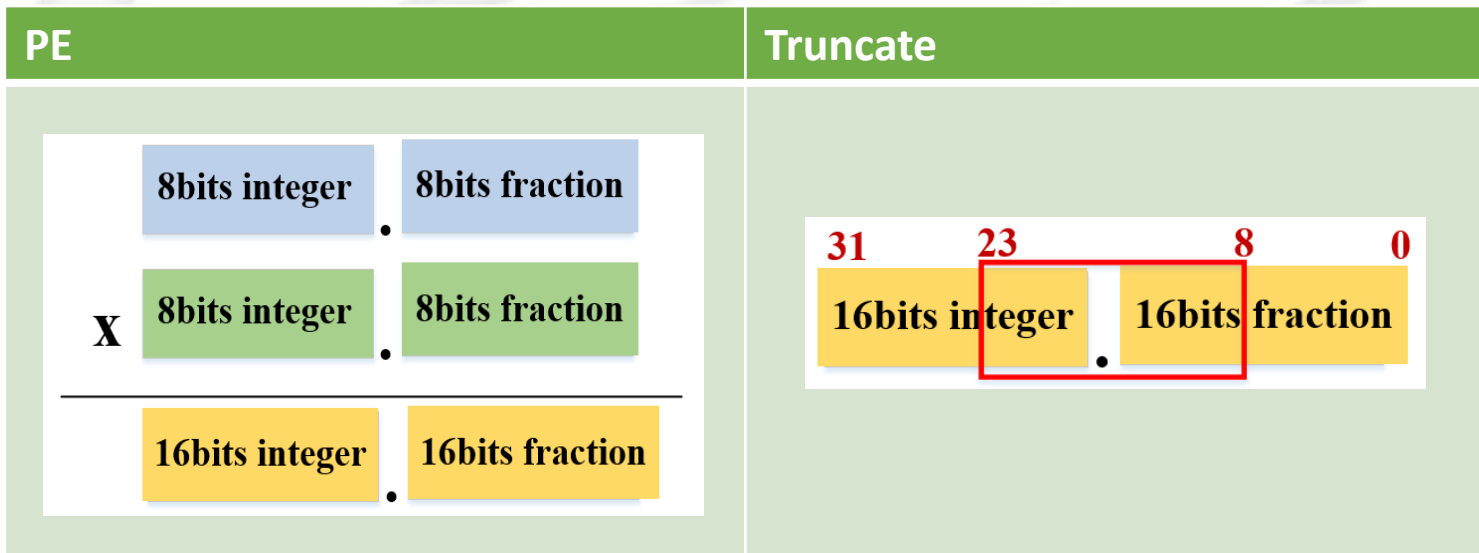 PE
Truncate
8bits integer . 8bits fraction
x 8bits integer . 8bits fraction
16bits integer . 16bits fraction
31 23 8 0
16bits integer . 16bits fraction